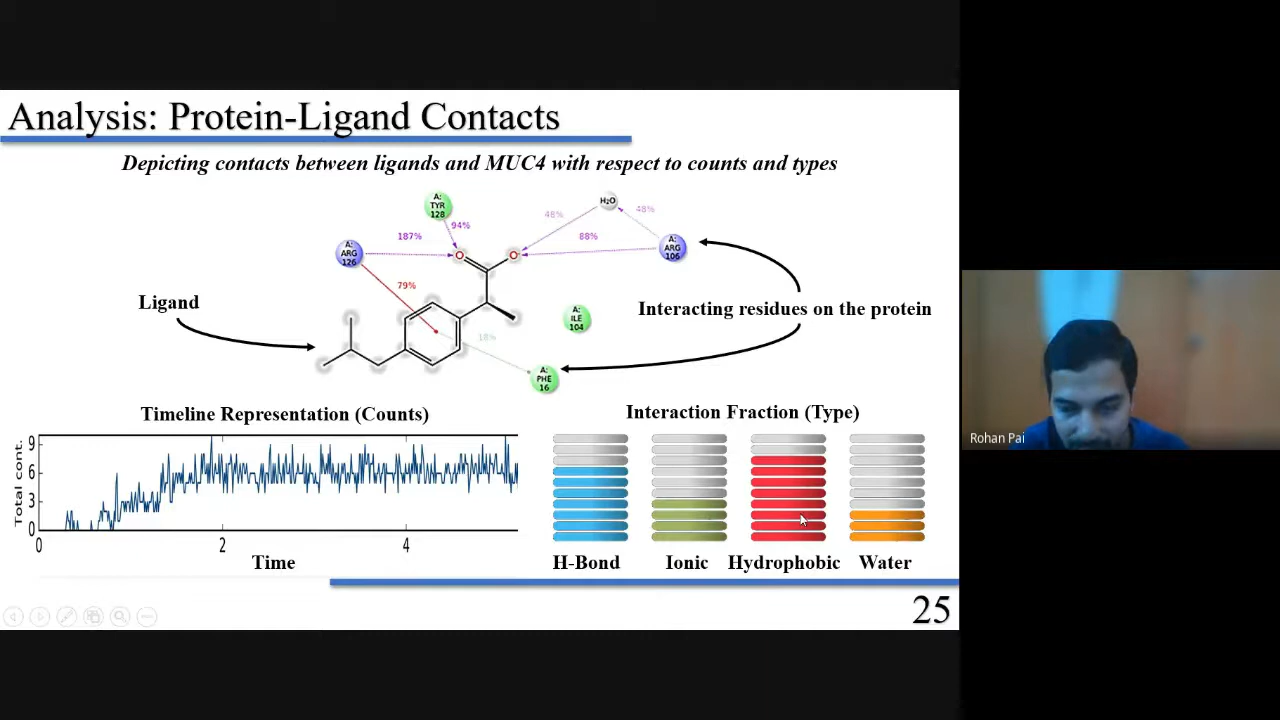 Analysis: Protein-Ligand Contacts
Depicting contacts between ligands and MUC4 with respect to counts and types
A:
TYR
128
H₂O
94%
48%
48%
187%
88%
A:
ARG
126
O
O⁻
A:
ARG
106
79%
Ligand
A:
ILE
104
Interacting residues on the protein
18%
A:
PHE
16
Timeline Representation (Counts)
Interaction Fraction (Type)
Total cont.
9
6
3
0
0
2
4
Time
H-Bond
Ionic
Hydrophobic
Water
25
Rohan Pai